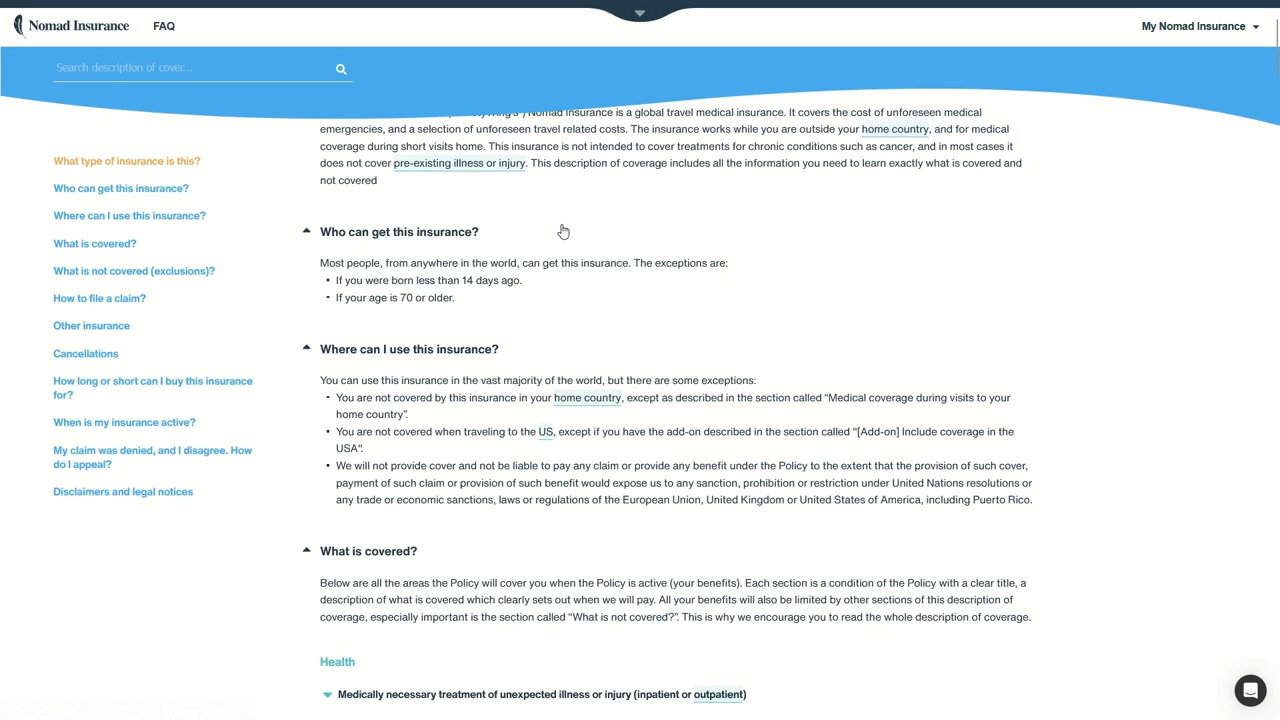 Nomad Insurance
FAQ
My Nomad Insurance
Search description of cover...
What type of insurance is this?
Who can get this insurance?
Where can I use this insurance?
What is covered?
What is not covered (exclusions)?
How to file a claim?
Other insurance
Cancellations
How long or short can I buy this insurance
for?
When is my insurance active?
My claim was denied, and I disagree. How
do I appeal?
Disclaimers and legal notices
Nomad Insurance is a global travel medical insurance. It covers the cost of unforeseen medical
emergencies, and a selection of unforeseen travel related costs. The insurance works while you are outside your home country, and for medical
coverage during short visits home. This insurance is not intended to cover treatments for chronic conditions such as cancer, and in most cases it
does not cover pre-existing illness or injury. This description of coverage includes all the information you need to learn exactly what is covered and
not covered
Who can get this insurance?
Most people, from anywhere in the world, can get this insurance. The exceptions are:
• If you were born less than 14 days ago.
• If your age is 70 or older.
Where can I use this insurance?
You can use this insurance in the vast majority of the world, but there are some exceptions:
• You are not covered by this insurance in your home country, except as described in the section called “Medical coverage during visits to your
home country”.
• You are not covered when traveling to the US, except if you have the add-on described in the section called "[Add-on] Include coverage in the
USA".
• We will not provide cover and not be liable to pay any claim or provide any benefit under the Policy to the extent that the provision of such cover,
payment of such claim or provision of such benefit would expose us to any sanction, prohibition or restriction under United Nations resolutions or
any trade or economic sanctions, laws or regulations of the European Union, United Kingdom or United States of America, including Puerto Rico.
What is covered?
Below are all the areas the Policy will cover you when the Policy is active (your benefits). Each section is a condition of the Policy with a clear title, a
description of what is covered which clearly sets out when we will pay. All your benefits will also be limited by other sections of this description of
coverage, especially important is the section called “What is not covered?”. This is why we encourage you to read the whole description of coverage.
Health
Medically necessary treatment of unexpected illness or injury (inpatient or outpatient)